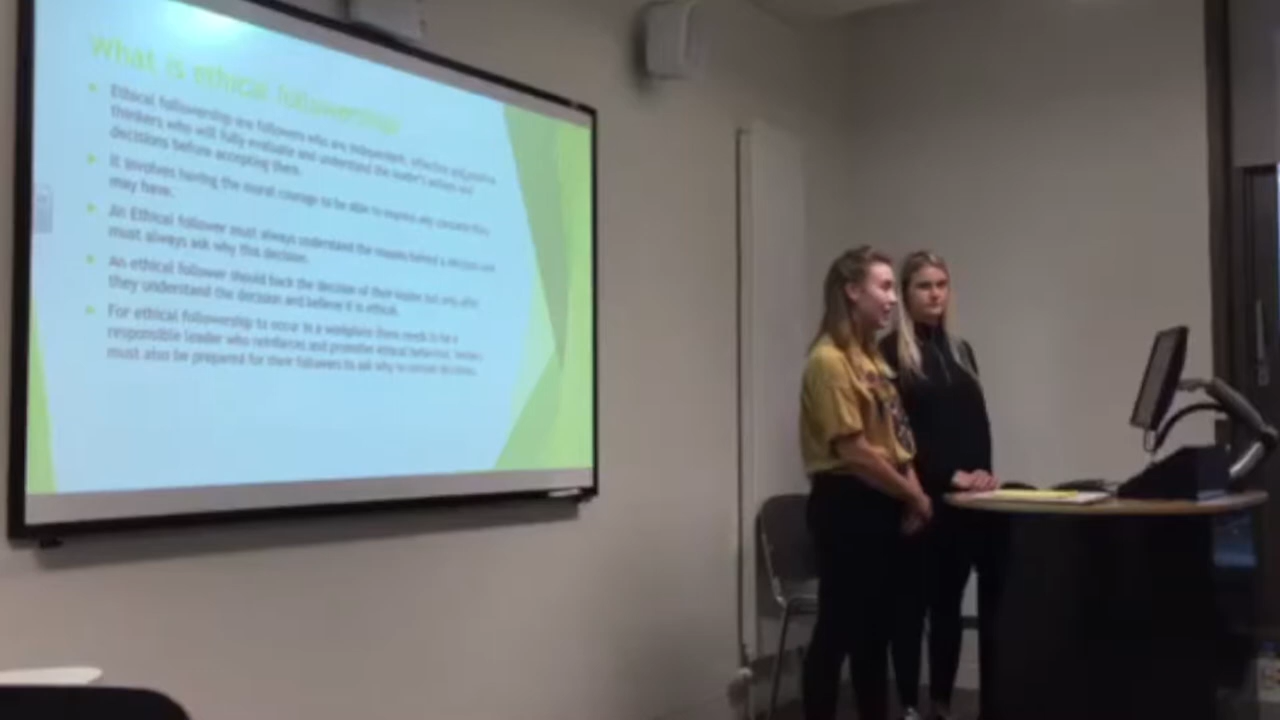 What is ethical followership
Ethical followership are followers who are independent, effective and positive
thinkers who will fully evaluate and understand the leader's actions and
decisions before accepting them.
It involves having the moral courage to be able to express any concerns they
may have.
An Ethical follower must always understand the reasons behind a decision and
must always ask why this decision.
An ethical follower should back the decision of their leader but only after
they understand the decision and believe it is ethical.
For ethical followership to occur in a workplace there needs to be a
responsible leader who reinforces and promotes ethical behaviour, leaders
must also be prepared for their followers to ask why to certain decisions.